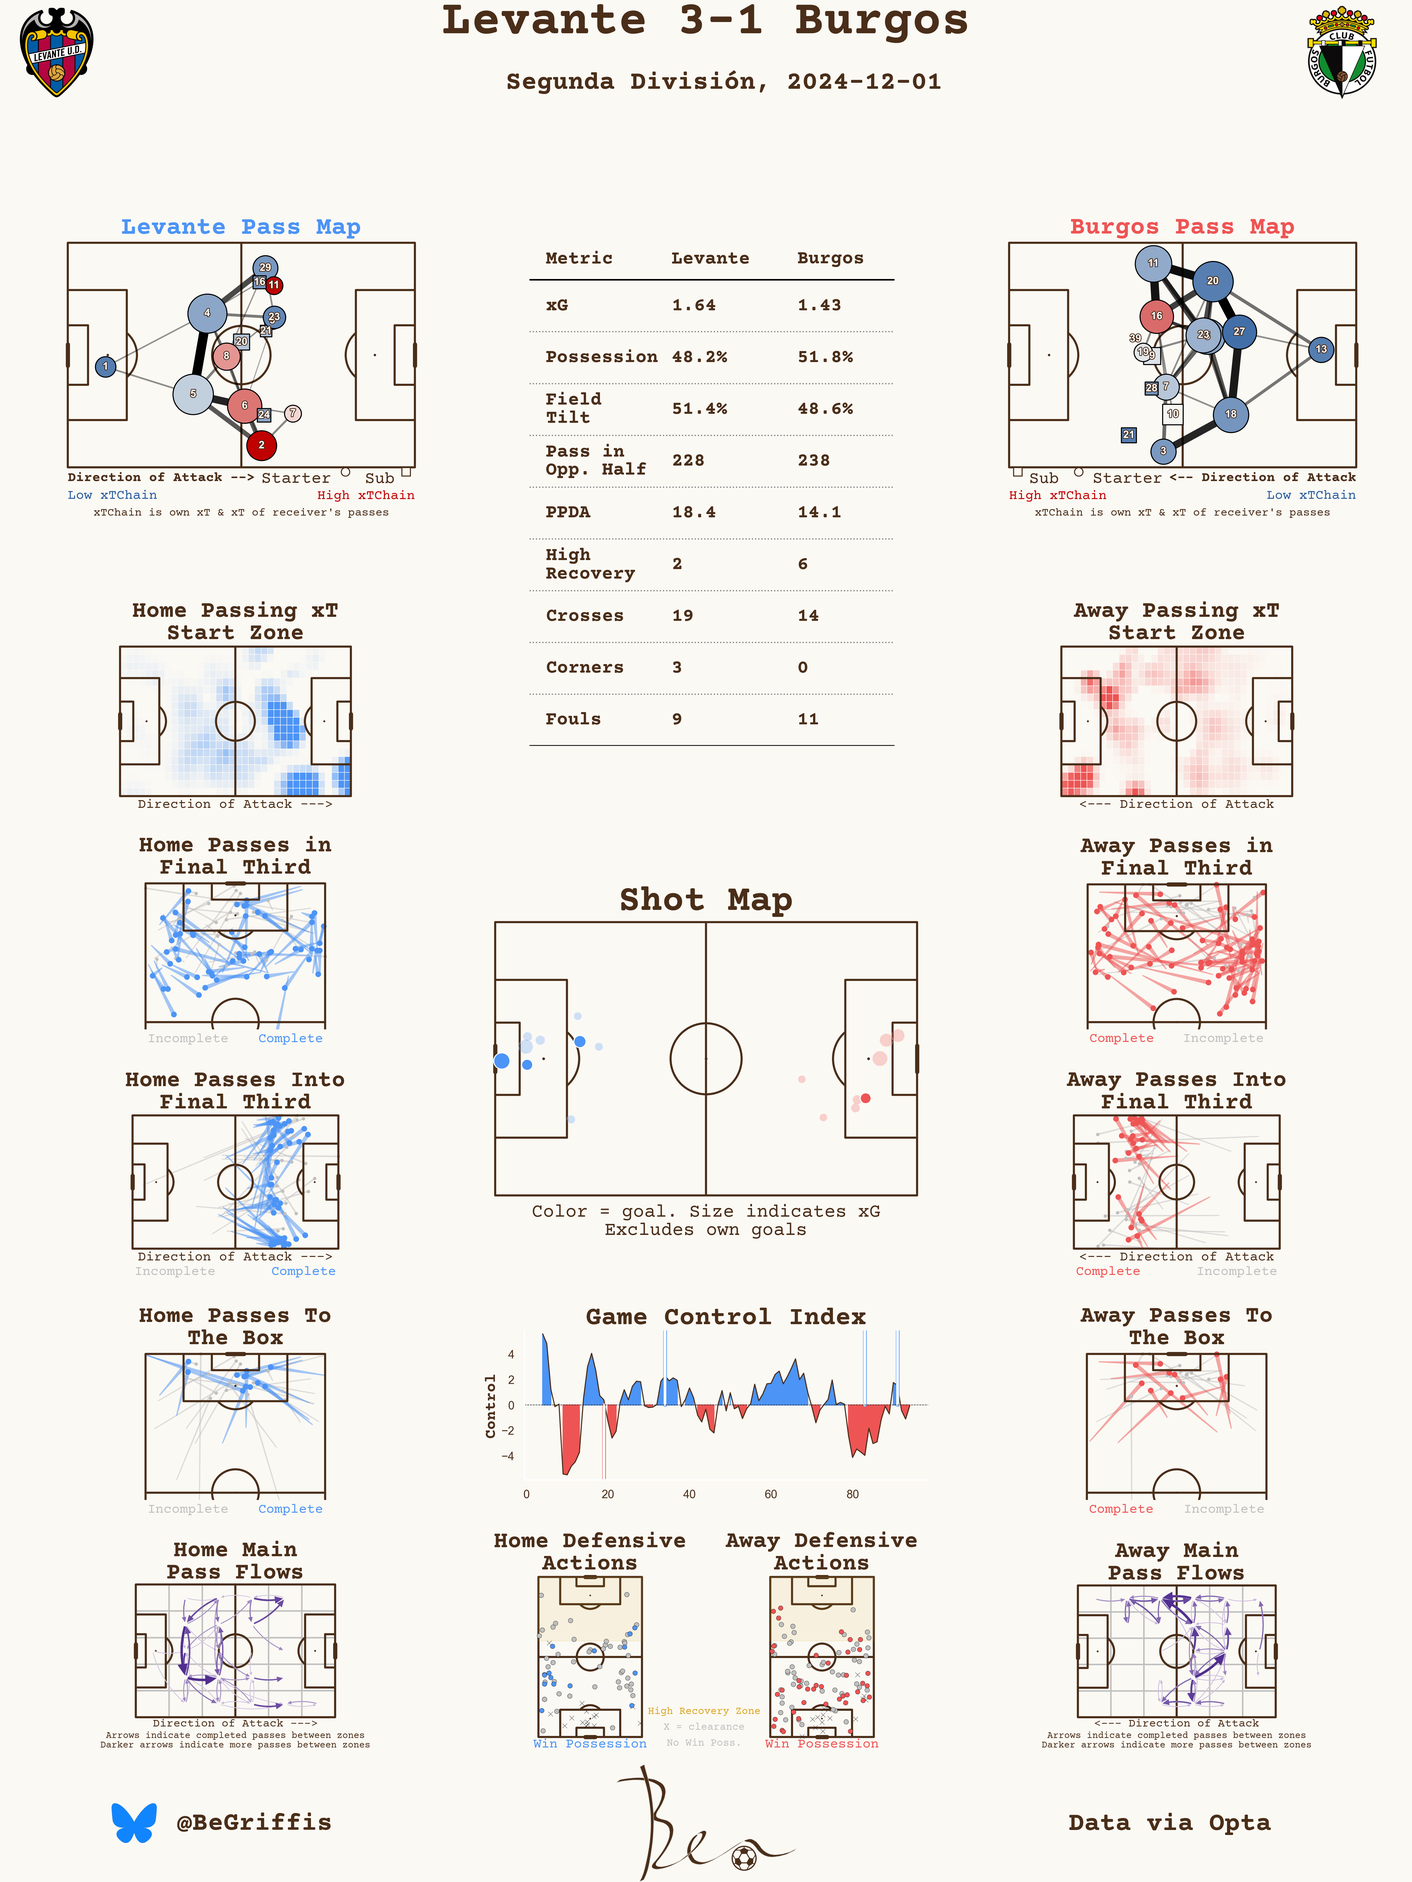 Levante 3-1 Burgos
Segunda División, 2024-12-01
LEVANTE U.D.
CLUB
BURGOS
FUTBOL
Levante Pass Map
29
16
11
4
23
21
20
8
1
5
6
24
7
2
Direction of Attack --> Starter Sub
Low xTChain High xTChain
xTChain is own xT & xT of receiver's passes
Metric Levante Burgos
xG 1.64 1.43
Possession 48.2% 51.8%
Field
Tilt 51.4% 48.6%
Pass in
Opp. Half 228 238
PPDA 18.4 14.1
High
Recovery 2 6
Crosses 19 14
Corners 3 0
Fouls 9 11
Burgos Pass Map
11
20
16
23
27
39
19
9
13
28
7
10
18
21
3
Sub Starter <-- Direction of Attack
High xTChain Low xTChain
xTChain is own xT & xT of receiver's passes
Home Passing xT
Start Zone
Direction of Attack --->
Away Passing xT
Start Zone
<--- Direction of Attack
Home Passes in
Final Third
Incomplete Complete
Away Passes in
Final Third
Complete Incomplete
Shot Map
Color = goal. Size indicates xG
Excludes own goals
Home Passes Into
Final Third
Direction of Attack --->
Incomplete Complete
Away Passes Into
Final Third
<--- Direction of Attack
Complete Incomplete
Home Passes To
The Box
Incomplete Complete
Game Control Index
Control
4
2
0
−2
−4
0 20 40 60 80
Away Passes To
The Box
Complete Incomplete
Home Main
Pass Flows
Direction of Attack --->
Arrows indicate completed passes between zones
Darker arrows indicate more passes between zones
Home Defensive
Actions
Win Possession
High Recovery Zone
X = clearance
No Win Poss.
Away Defensive
Actions
Win Possession
Away Main
Pass Flows
<--- Direction of Attack
Arrows indicate completed passes between zones
Darker arrows indicate more passes between zones
@BeGriffis
Ben
Data via Opta